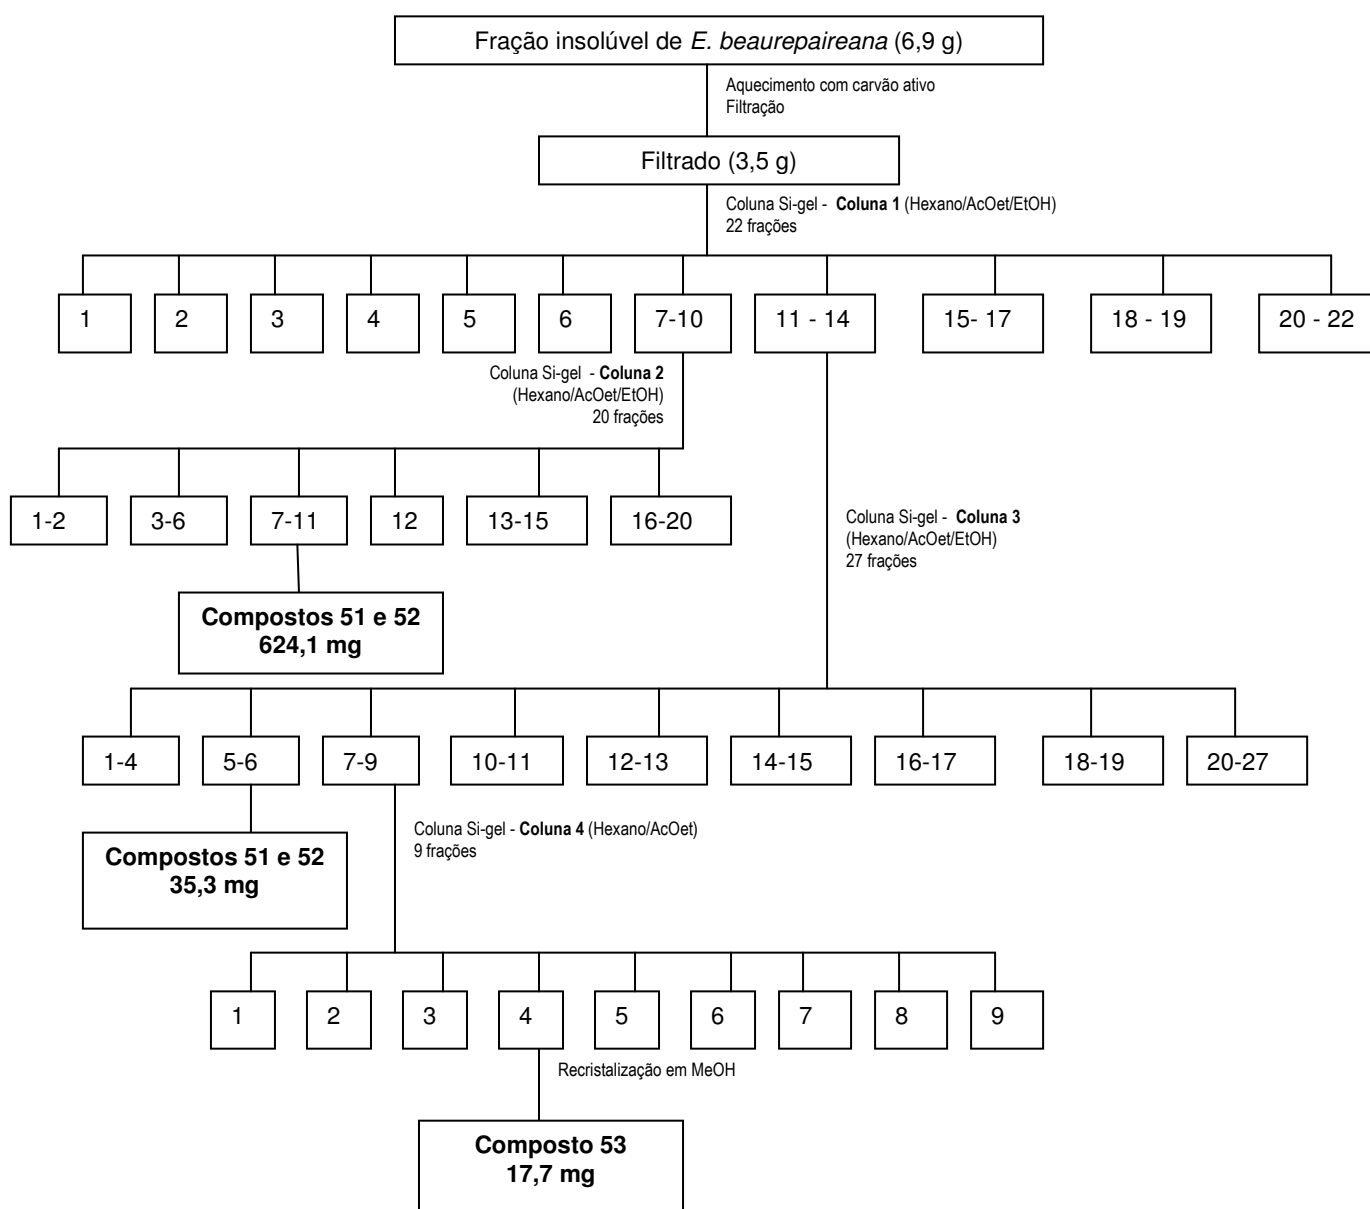 Fração insolúvel de E. beaurepaireana (6,9 g)
Aquecimento com carvão ativo
Filtração
Filtrado (3,5 g)
Coluna Si-gel - Coluna 1 (Hexano/AcOet/EtOH)
22 frações
1
2
3
4
5
6
7-10
11 - 14
15- 17
18 - 19
20 - 22
Coluna Si-gel - Coluna 2
(Hexano/AcOet/EtOH)
20 frações
1-2
3-6
7-11
12
13-15
16-20
Coluna Si-gel - Coluna 3
(Hexano/AcOet/EtOH)
27 frações
Compostos 51 e 52
624,1 mg
1-4
5-6
7-9
10-11
12-13
14-15
16-17
18-19
20-27
Coluna Si-gel - Coluna 4 (Hexano/AcOet)
9 frações
Compostos 51 e 52
35,3 mg
1
2
3
4
5
6
7
8
9
Recristalização em MeOH
Composto 53
17,7 mg